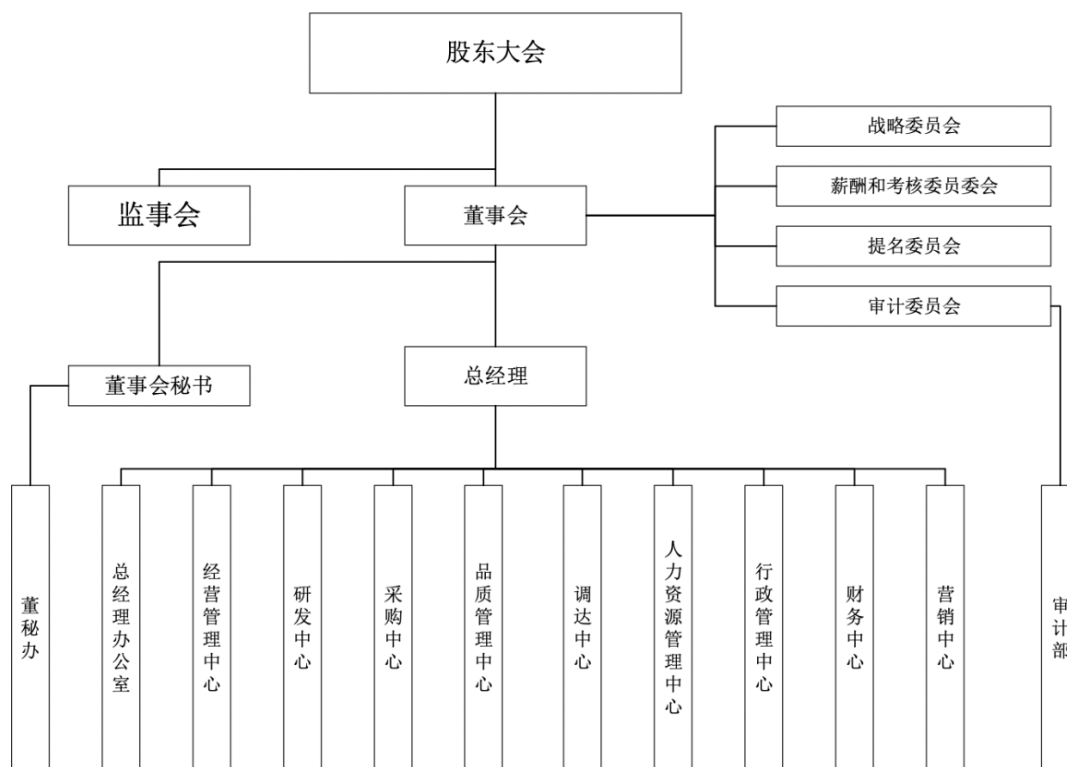 股东大会
战略委员会
薪酬和考核委员委会
监事会
董事会
提名委员会
审计委员会
董事会秘书
总经理
董秘办
总经理办公室
经营管理中心
研发中心
采购中心
品质管理中心
调达中心
人力资源管理中心
行政管理中心
财务中心
营销中心
审计部